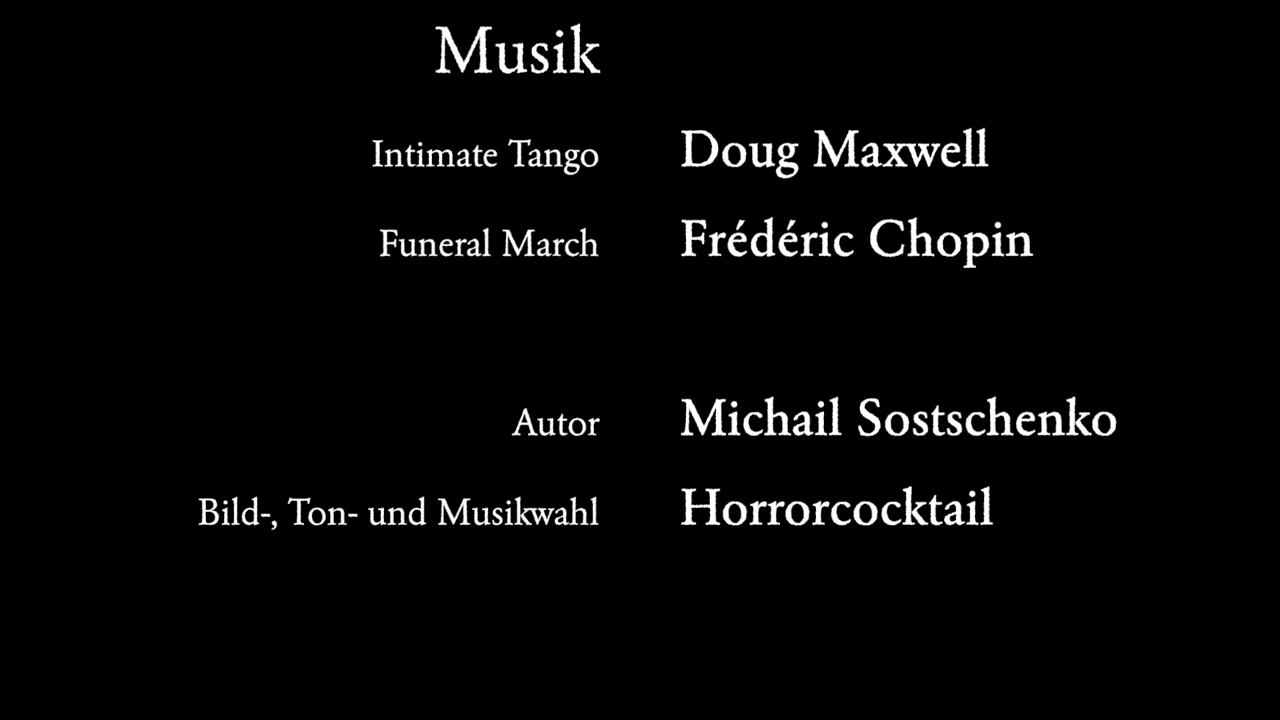 Musik
Intimate Tango Doug Maxwell
Funeral March Frédéric Chopin
Autor Michail Sostschenko
Bild-, Ton- und Musikwahl Horrorcocktail